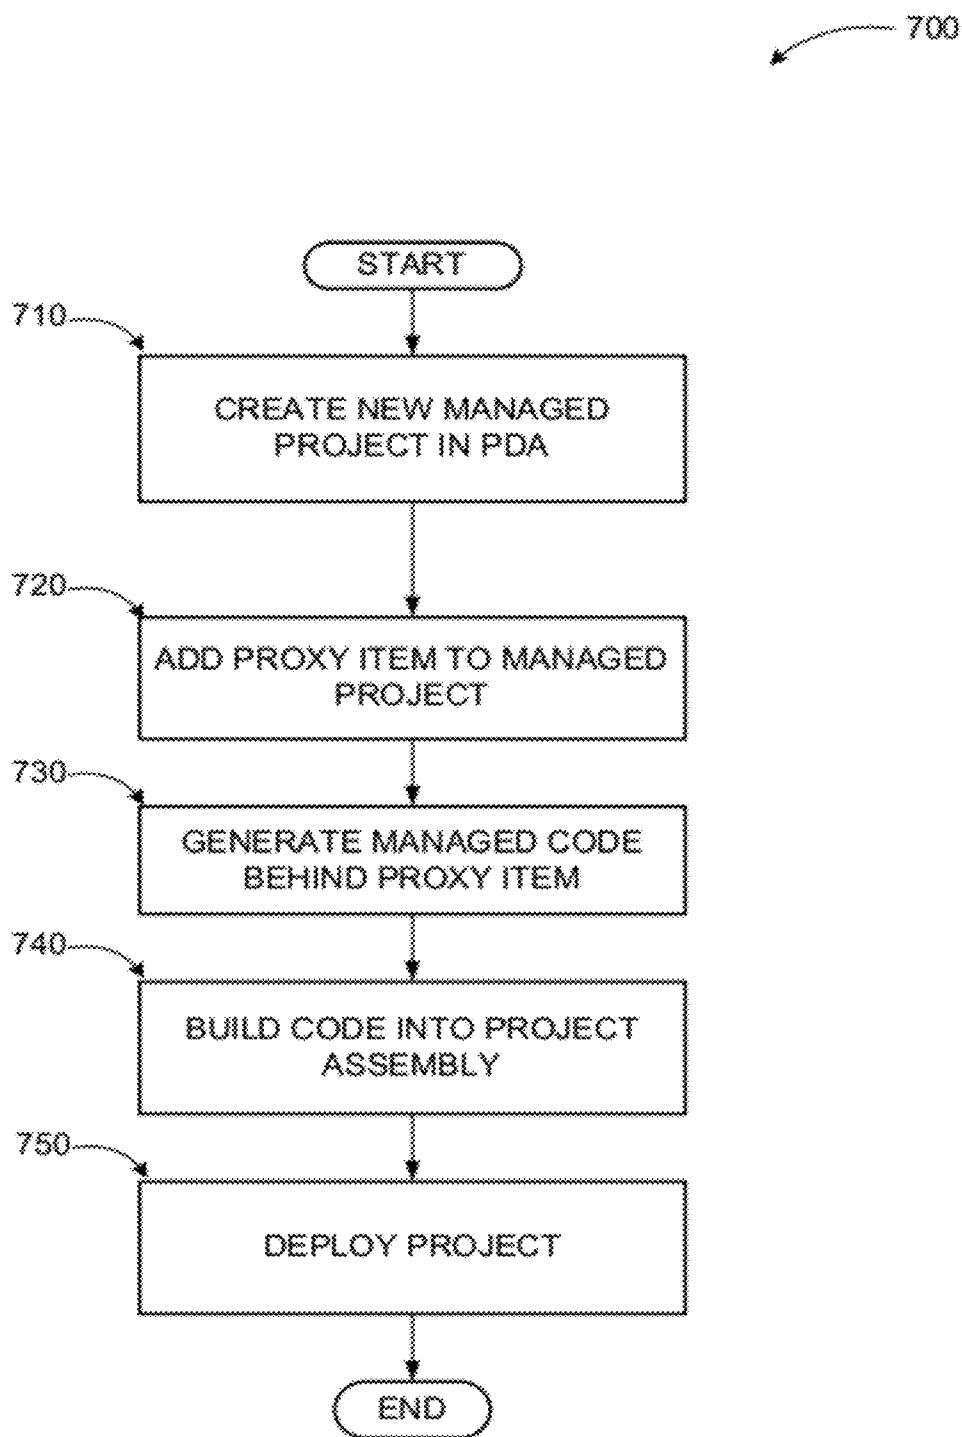 700
START
710
CREATE NEW MANAGED
PROJECT IN PDA
720
ADD PROXY ITEM TO MANAGED
PROJECT
730
GENERATE MANAGED CODE
BEHIND PROXY ITEM
740
BUILD CODE INTO PROJECT
ASSEMBLY
750
DEPLOY PROJECT
END